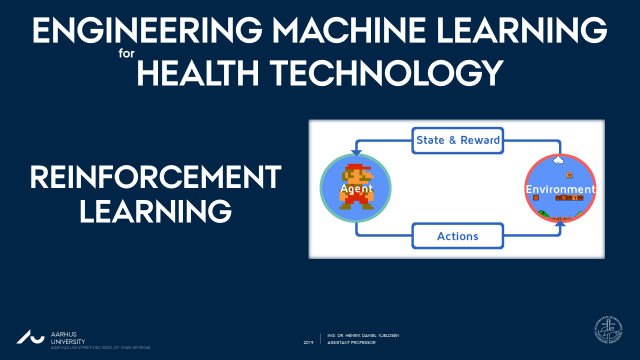 ENGINEERING MACHINE LEARNING
for
HEALTH TECHNOLOGY
REINFORCEMENT
LEARNING
State & Reward
Agent
Environment
Actions
AARHUS
UNIVERSITY
AARHUS UNIVERSITY SCHOOL OF ENGINEERING
2019
ING. DR. HENRIK DANIEL KJELDSEN
ASSISTANT PROFESSOR